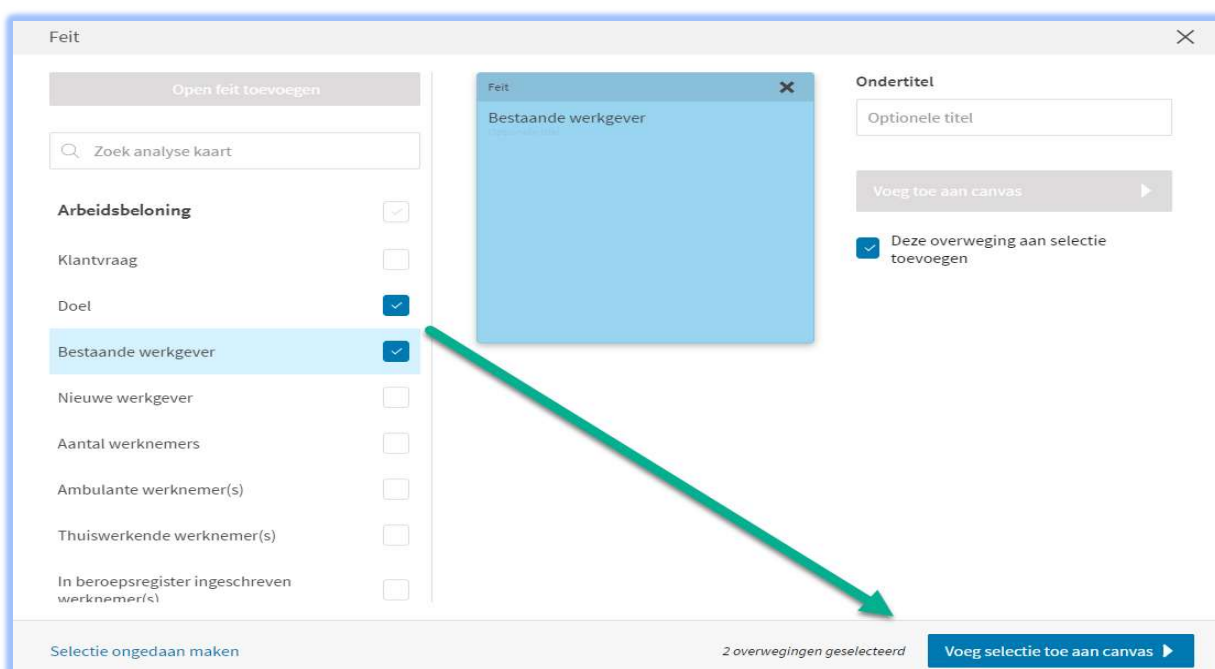 Feit
Open feit toevoegen
Zoek analyse kaart
Arbeidsbeloning
Klantvraag
Doel
Bestaande werkgever
Nieuwe werkgever
Aantal werknemers
Ambulante werknemer(s)
Thuiswerkende werknemer(s)
In beroepsregister ingeschreven
werknemer(s)
Feit
Bestaande werkgever
Ondertitel
Optionele titel
Voeg toe aan canvas
Deze overweging aan selectie
toevoegen
Selectie ongedaan maken
2 overwegingen geselecteerd
Voeg selectie toe aan canvas